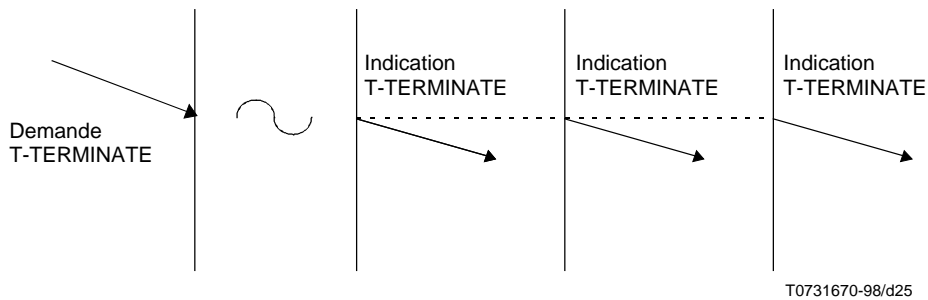 Demande
T-TERMINATE
Indication
T-TERMINATE
Indication
T-TERMINATE
Indication
T-TERMINATE
T0731670-98/d25